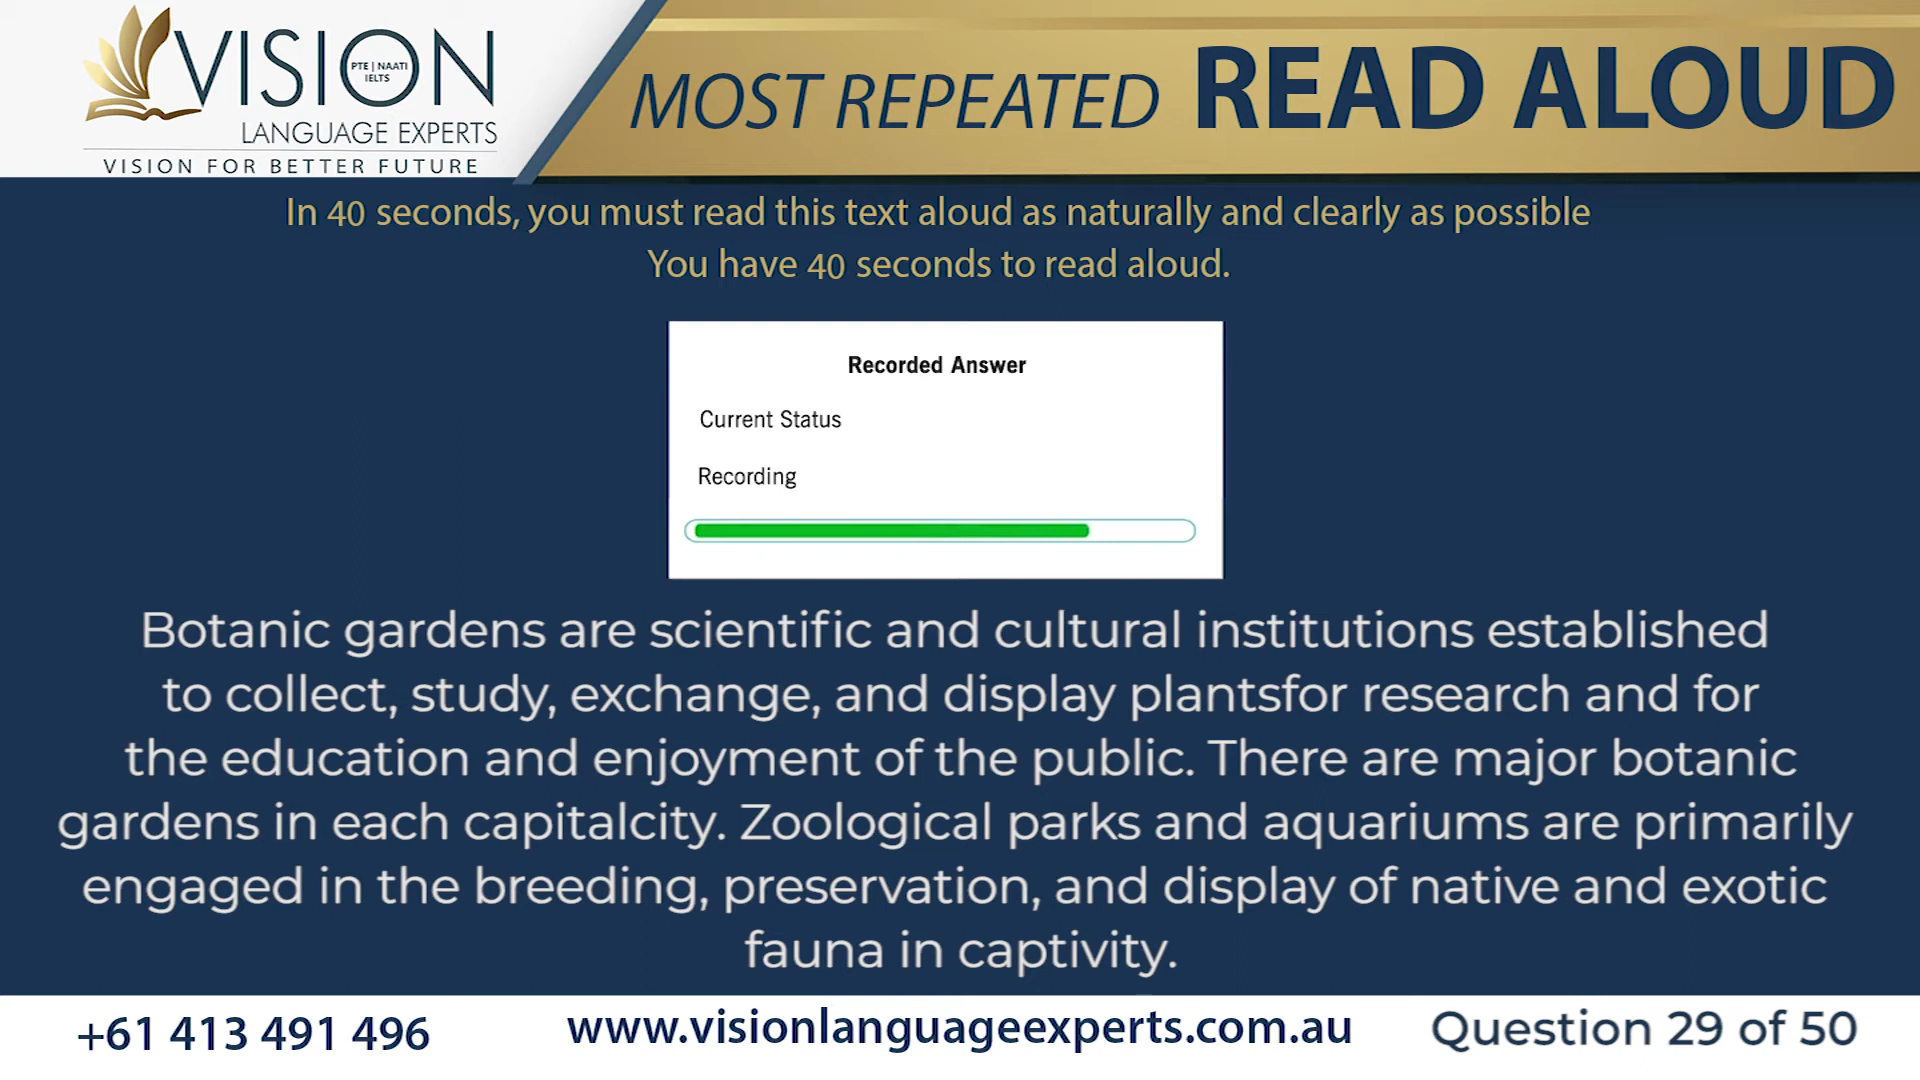 VISION
PTE | NAATI
IELTS
LANGUAGE EXPERTS
VISION FOR BETTER FUTURE
MOST REPEATED READ ALOUD
In 40 seconds, you must read this text aloud as naturally and clearly as possible
You have 40 seconds to read aloud.
Recorded Answer
Current Status
Recording
Botanic gardens are scientific and cultural institutions established
to collect, study, exchange, and display plantsfor research and for
the education and enjoyment of the public. There are major botanic
gardens in each capitalcity. Zoological parks and aquariums are primarily
engaged in the breeding, preservation, and display of native and exotic
fauna in captivity.
+61 413 491 496
www.visionlanguageexperts.com.au
Question 29 of 50